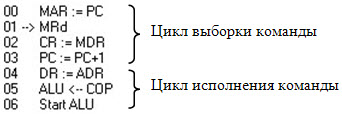 00 MAR := PC
01 --> MRd
02 CR := MDR
03 PC := PC+1
Цикл выборки команды
04 DR := ADR
05 ALU <-- COP
06 Start ALU
Цикл исполнения команды